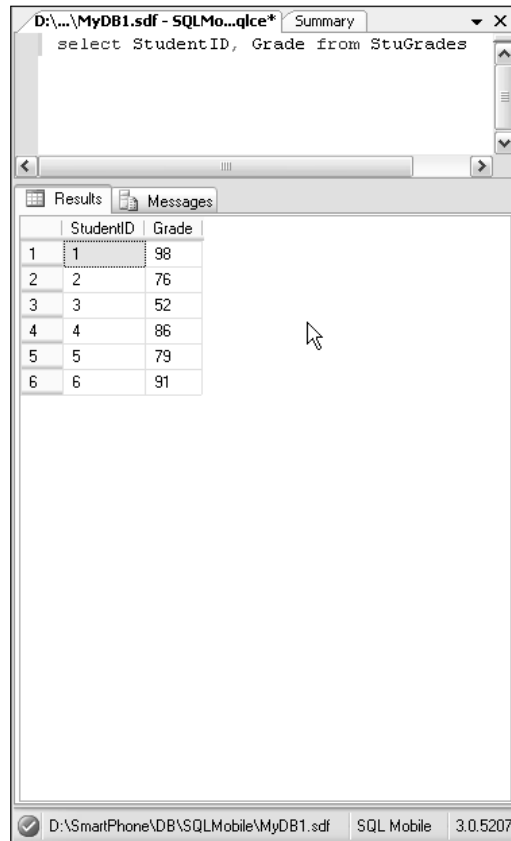 D:\...\MyDB1.sdf - SQLMo...qlce* Summary
select StudentID, Grade from StuGrades
Results Messages
StudentID Grade
1 1 98
2 2 76
3 3 52
4 4 86
5 5 79
6 6 91
D:\SmartPhone\DB\SQLMobile\MyDB1.sdf SQL Mobile 3.0.5207